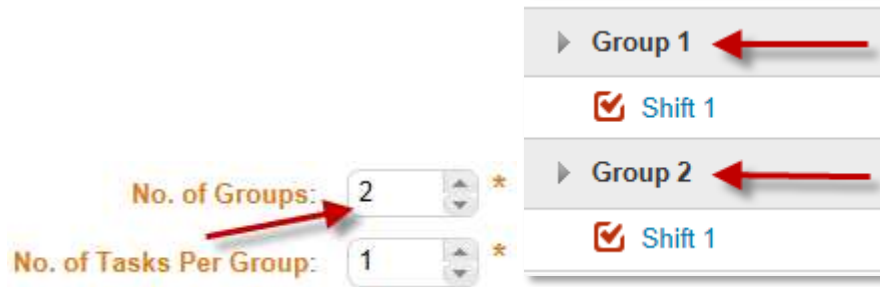 No. of Groups: 2 *
No. of Tasks Per Group: 1 *
Group 1
Shift 1
Group 2
Shift 1